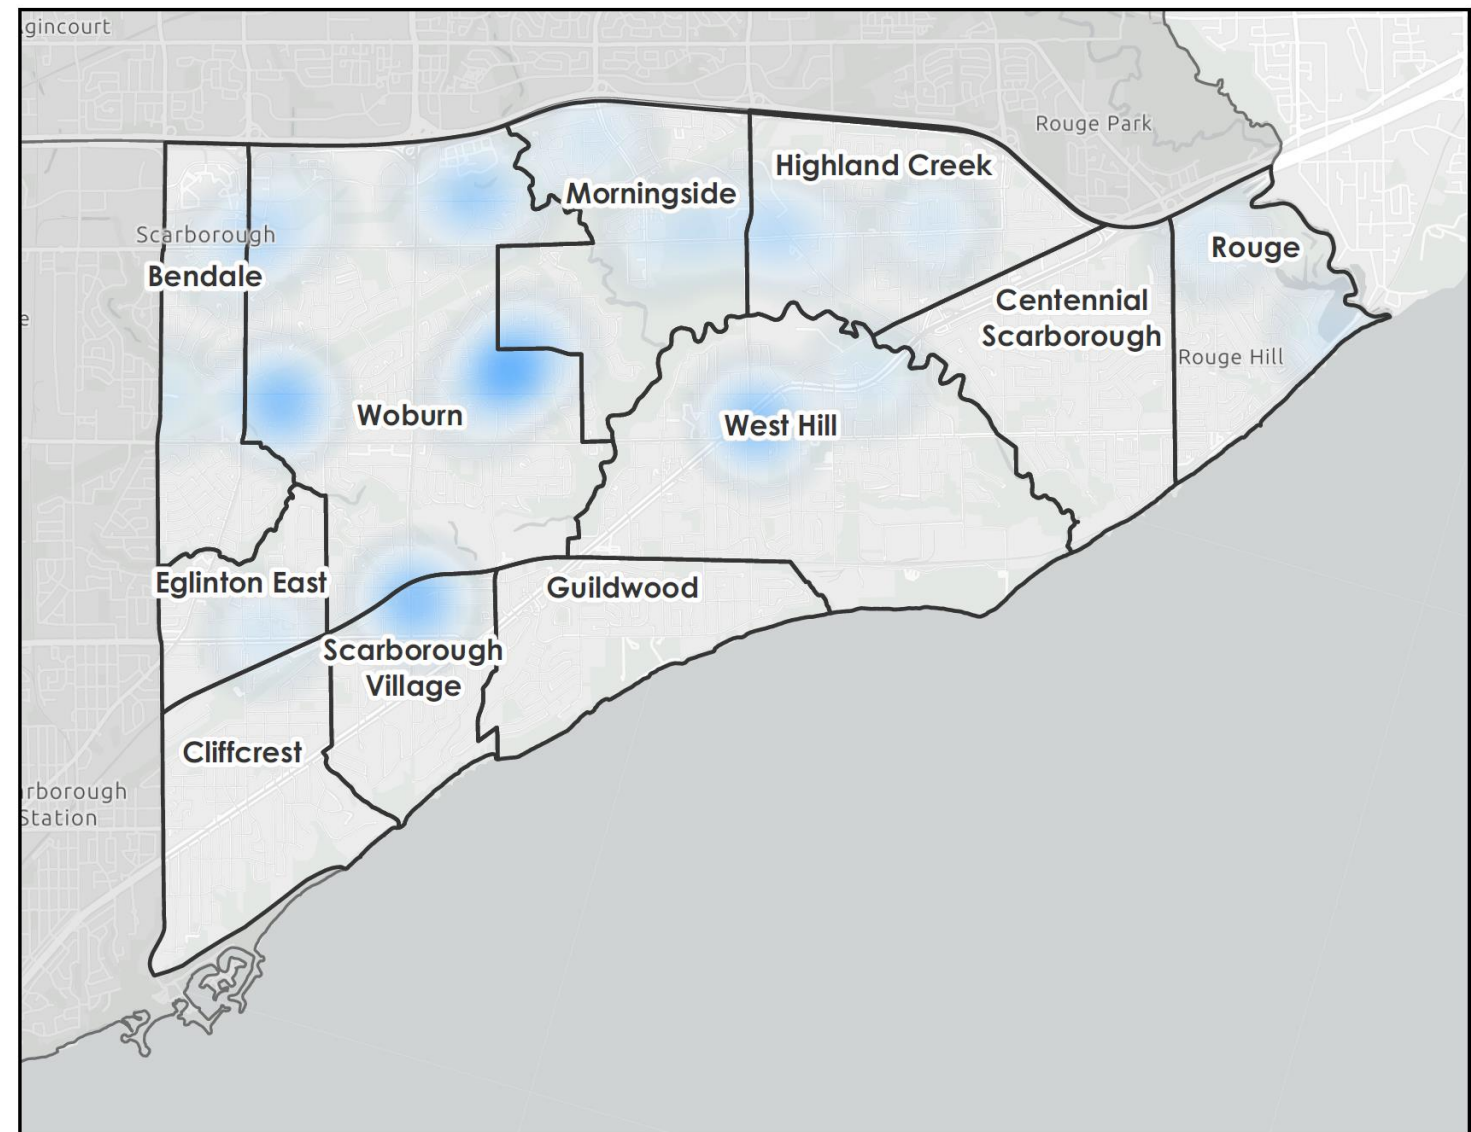 gincourt
Rouge Park
Highland Creek
Morningside
Scarborough
Bendale
Rouge
Centennial
Scarborough
e
Rouge Hill
Woburn
West Hill
Eglinton East
Guildwood
Scarborough
Village
Cliffcrest
arborough
Station